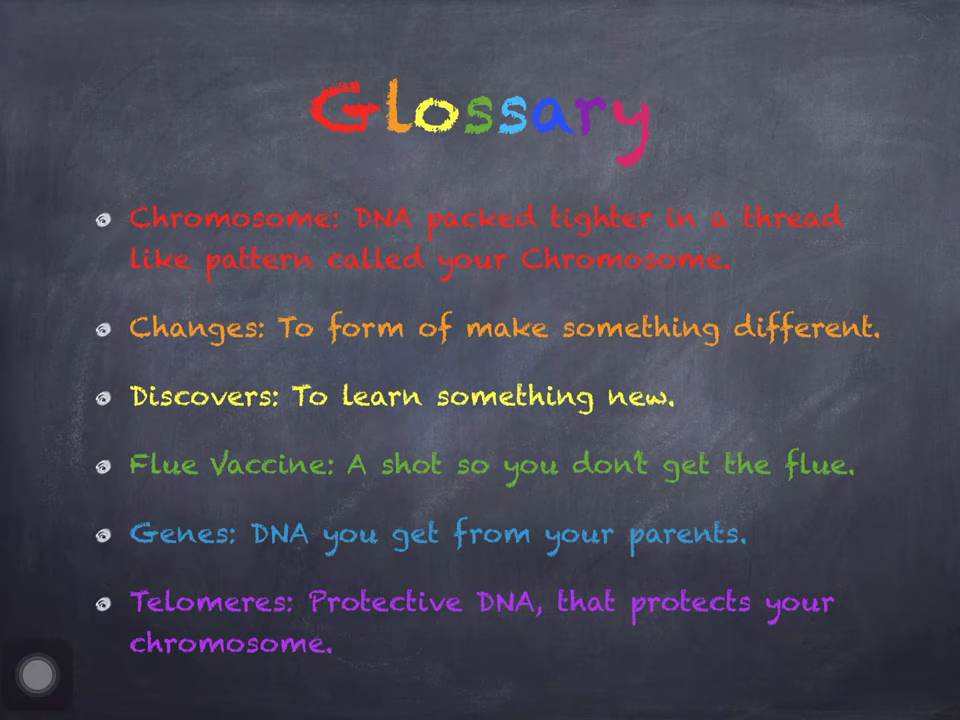 Glossary
Chromosome: DNA packed tighter in a thread
like pattern called your Chromosome.
Changes: To form of make something different.
Discovers: To learn something new.
Flue Vaccine: A shot so you don't get the flue.
Genes: DNA you get from your parents.
Telomeres: Protective DNA, that protects your
chromosome.